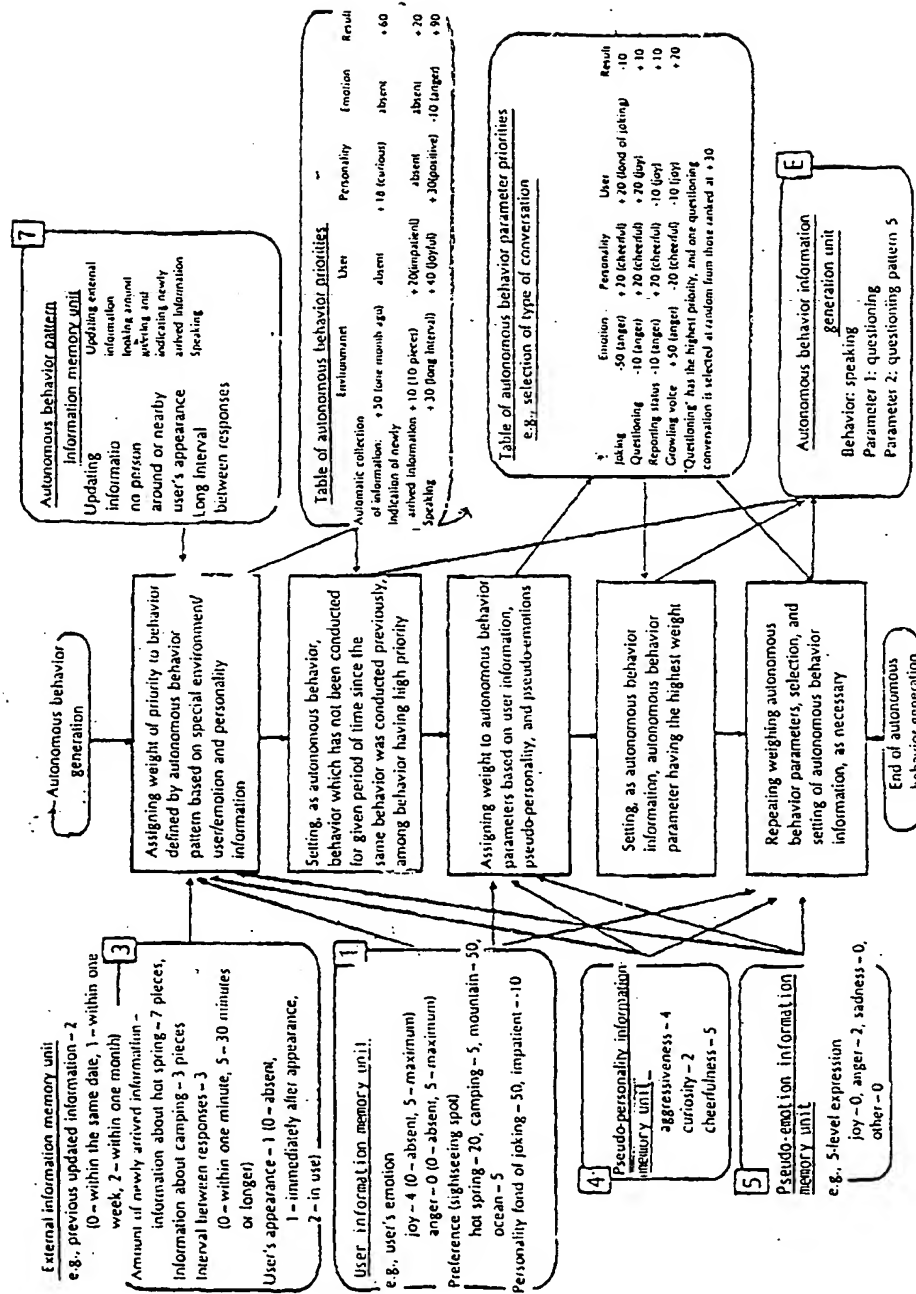 Autonomous behavior
generation
Assigning weight of priority to behavior
defined by autonomous behavior
pattern based on special environment/
user/emotion and personality
information
Setting, as autonomous behavior,
behavior which has not been conducted
for given period of time since the
same behavior was conducted previously,
among behavior having high priority
Assigning weight to autonomous behavior
parameters based on user information,
pseudo-personality, and pseudo-emotions
Setting, as autonomous behavior
information, autonomous behavior
parameter having the highest weight
Repeating weighing autonomous
behavior parameters, selection, and
setting of autonomous behavior
information, as necessary
End of autonomous
behavior generation
External information memory unit
e.g., previous updated information – 2
(0 – within the same date, 1 – within one
week, 2 – within one month)
3
Amount of newly arrived information –
information about hot spring – 7 pieces,
Information about camping – 3 pieces
Interval between responses – 3
(0 – within one minute, 5 – 30 minutes
or longer)
User's appearance – 1 (0 – absent,
1 – immediately after appearance,
2 – in use)
1
User information memory unit
e.g., user's emotion
joy – 4 (0 – absent, 5 – maximum)
anger – 0 (0 – absent, 5 – maximum)
Preference (sightseeing spot)
hot spring – 20, camping – 5, mountain – 50,
ocean – 5
Personality fond of joking – 50, impatient – -10
4
Pseudo-personality information
memory unit
aggressiveness – 4
curiosity – 2
cheerfulness – 5
5
Pseudo-emotion information
memory unit
e.g., 5-level expression
joy – 0, anger – 2, sadness – 0,
other – 0
7
Autonomous behavior pattern
Information memory unit
Updating
informatio
no person
around or nearby
user's appearance
Long Interval
between responses
Updating external
information
looking around
and
indicating newly
arrived Information
Speaking
Table of autonomous behavior priorities
Environment User Personality Emotion Result
Automatic collection
of information: +50 (one month ago) absent +10 (curious) absent +60
Indication of newly
arrived Information +10 (10 pieces) +20(impatient) absent absent +20
Speaking +30 (long Interval) +40 (joyful) +30(positive) -10 (anger) +90
Table of autonomous behavior parameter priorities
e.g., selection of type of conversation
Emotion Personality User Result
Joking -50 (anger) +20 (cheerful) +20 (fond of joking) -10
Questioning -10 (anger) +20 (cheerful) +20 (joy) +30
Reporting status -10 (anger) +20 (cheerful) -10 (joy) +10
Growling voice +50 (anger) -20 (cheerful) -10 (joy) +20
"Questioning" has the highest priority, and one questioning
convenation is selected at random from those ranked at +30
E
Autonomous behavior information
generation unit
Behavior: speaking
Parameter 1: questioning
Parameter 2: questioning pattern 5